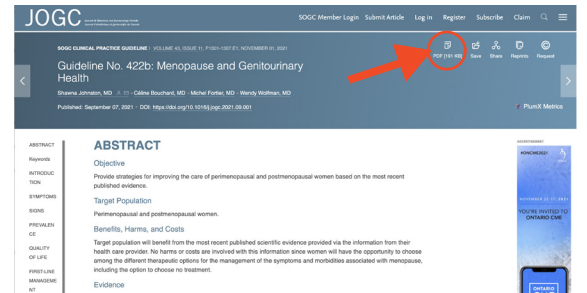 JOGC
SOGC Member Login Submit Article Log in Register Subscribe Claim
SOGC CLINICAL PRACTICE GUIDELINE | VOLUME 43, ISSUE 11, P1301-1307.E1, NOVEMBER 01, 2021
PDF [191 KB] Save Share Reprints Request
Guideline No. 422b: Menopause and Genitourinary
Health
Shawna Johnston, MD • Céline Bouchard, MD • Michel Fortier, MD • Wendy Wolfman, MD
Published: September 07, 2021 • DOI: https://doi.org/10.1016/j.jogc.2021.09.001
PlumX Metrics
ABSTRACT
Keywords
INTRODUC
TION
SYMPTOMS
SIGNS
PREVALEN
CE
QUALITY
OF LIFE
FIRST-LINE
MANAGEME
NT
ABSTRACT
Objective
Provide strategies for improving the care of perimenopausal and postmenopausal women based on the most recent
published evidence.
Target Population
Perimenopausal and postmenopausal women.
Benefits, Harms, and Costs
Target population will benefit from the most recent published scientific evidence provided via the information from their
health care provider. No harms or costs are involved with this information since women will have the opportunity to choose
among the different therapeutic options for the management of the symptoms and morbidities associated with menopause,
including the option to choose no treatment.
Evidence
ADVERTISEMENT
#ONCME2021
YOU'RE INVITED TO
ONTARIO CME
ONTARIO